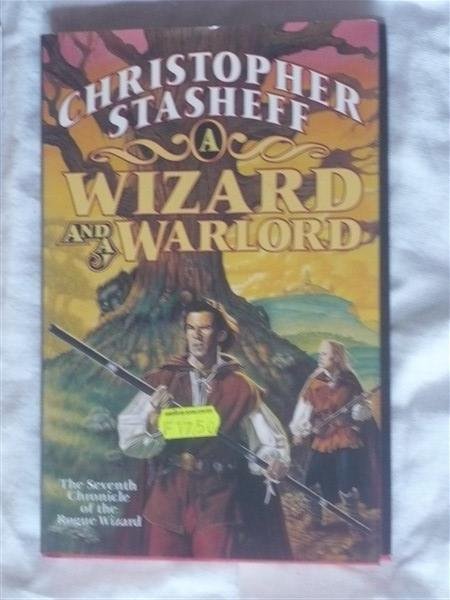 CHRISTOPHER
STASHEFF
A
WIZARD
AND A
WARLORD
F 17.50
The Seventh
Chronicle
of the
Rogue Wizard